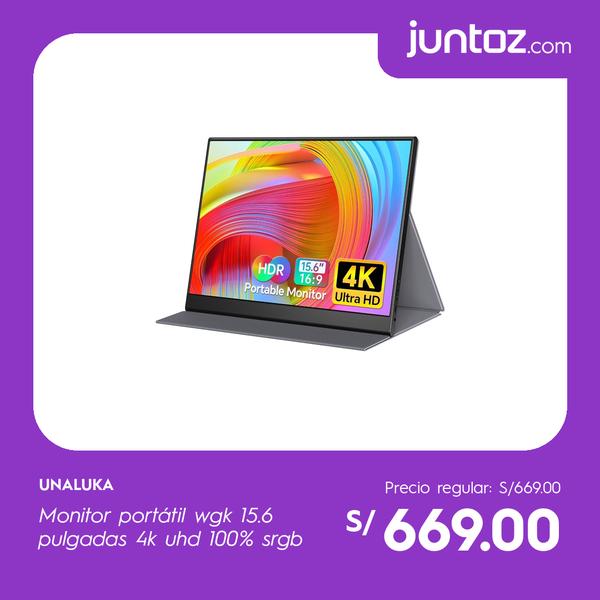 juntoz.com
HDR
15.6"
16:9
Portable Monitor
4K
Ultra HD
UNALUKA
Monitor portátil wgk 15.6
pulgadas 4k uhd 100% srgb
Precio regular: S/669.00
S/ 669.00